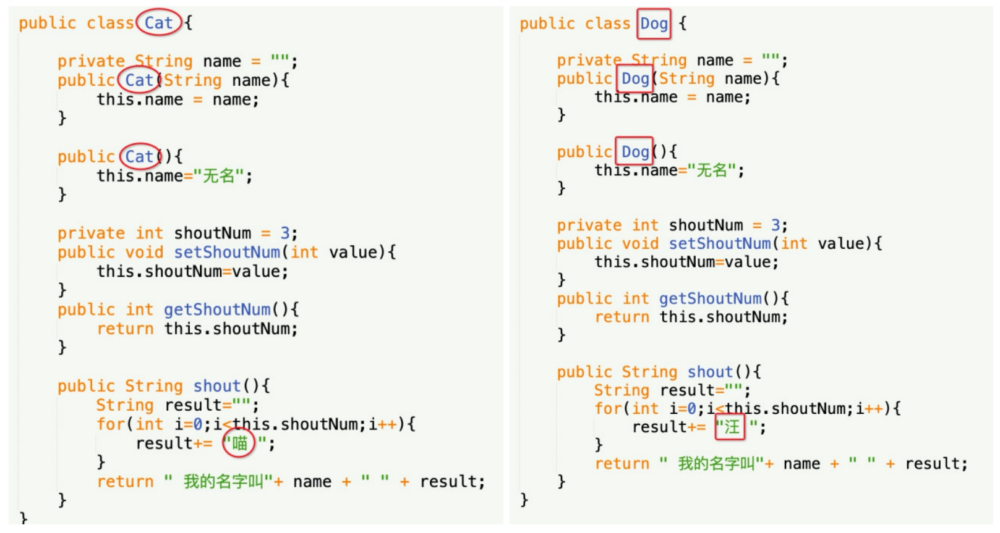 public class Cat {
private String name = "";
public Cat(String name){
this.name = name;
}
public Cat(){
this.name="无名";
}
private int shoutNum = 3;
public void setShoutNum(int value){
this.shoutNum=value;
}
public int getShoutNum(){
return this.shoutNum;
}
public String shout(){
String result="";
for(int i=0;i<this.shoutNum;i++){
result+= "喵 ";
}
return " 我的名字叫"+ name + " " + result;
}
}
public class Dog {
private String name = "";
public Dog(String name){
this.name = name;
}
public Dog(){
this.name="无名";
}
private int shoutNum = 3;
public void setShoutNum(int value){
this.shoutNum=value;
}
public int getShoutNum(){
return this.shoutNum;
}
public String shout(){
String result="";
for(int i=0;i<this.shoutNum;i++){
result+= "汪 ";
}
return " 我的名字叫"+ name + " " + result;
}
}